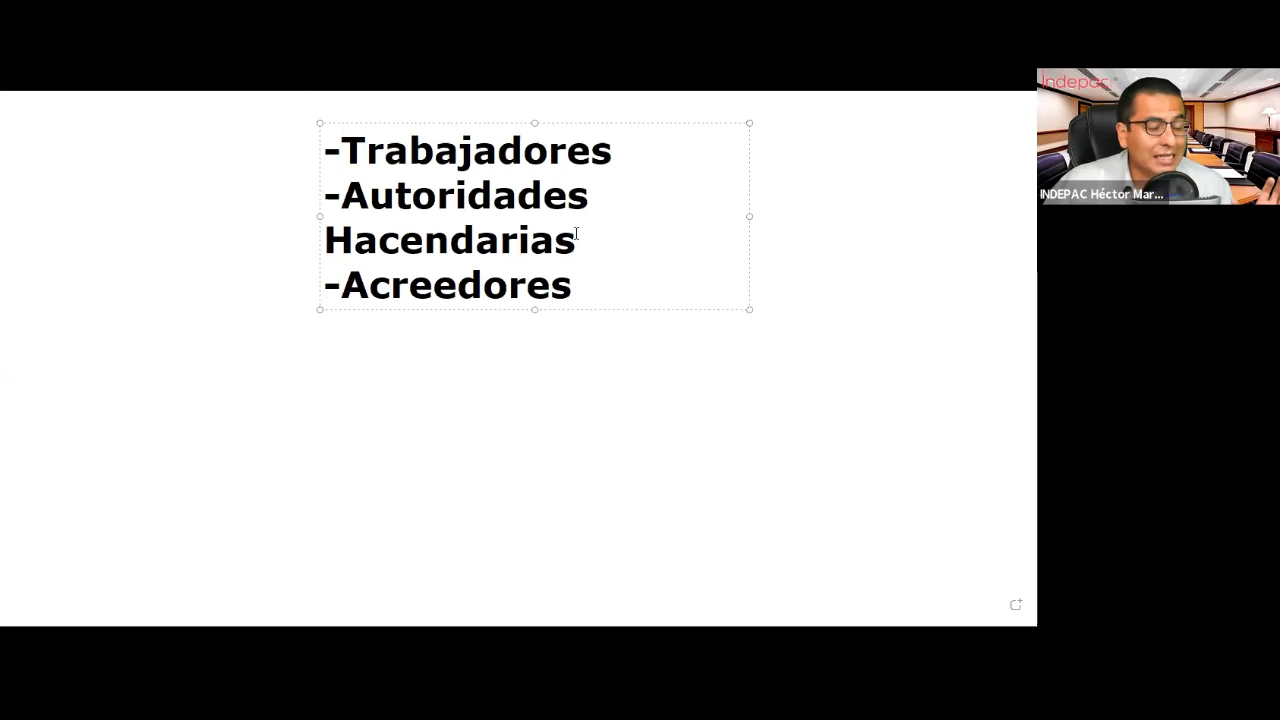 -Trabajadores
-Autoridades
Hacendarias
-Acreedores
Indepac
INDEPAC Héctor Mar...